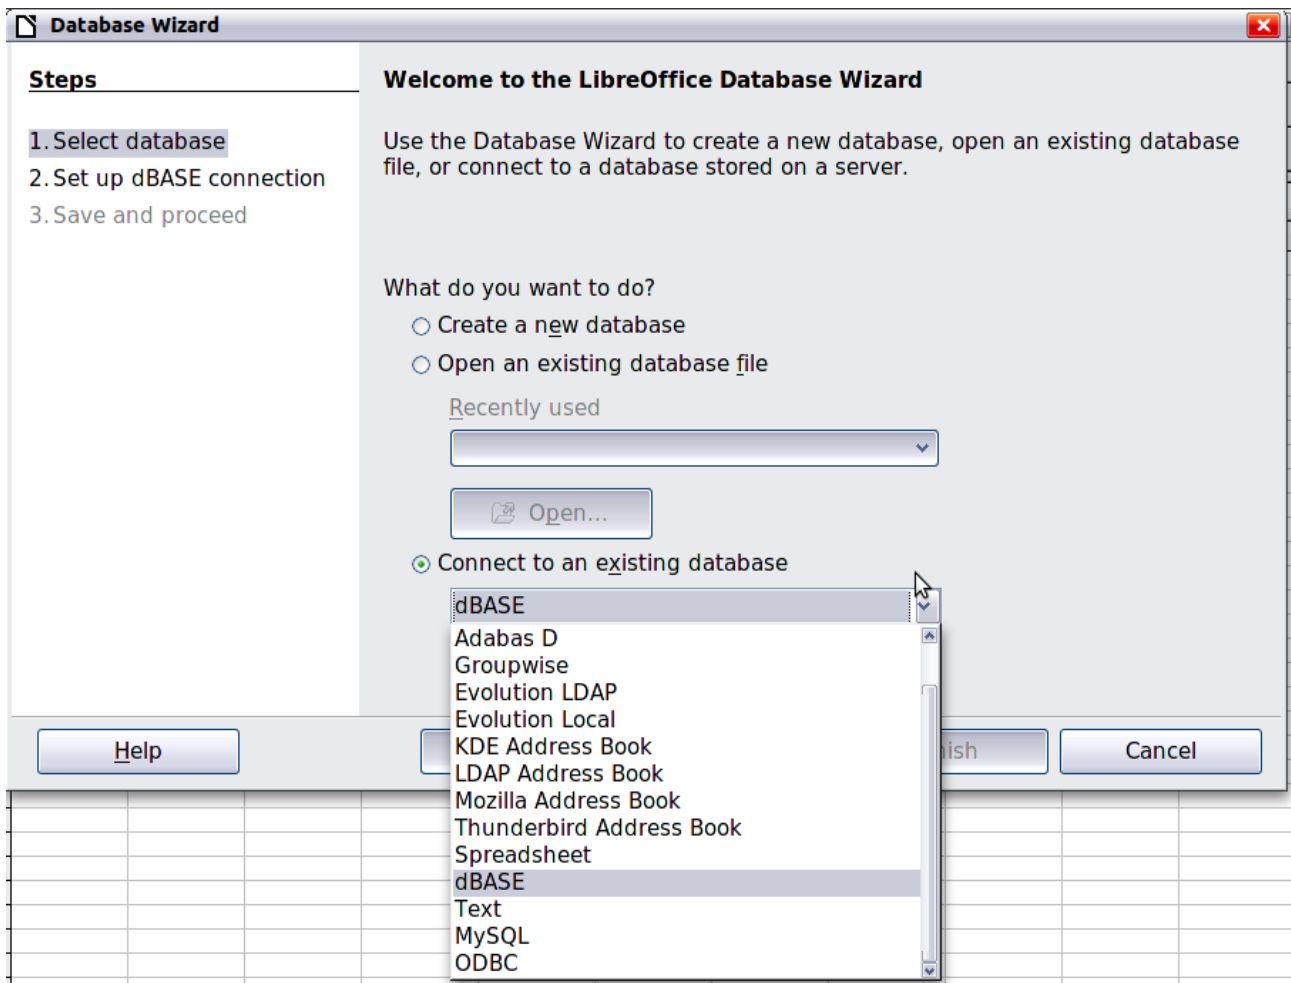 Database Wizard
Steps
1. Select database
2. Set up dBASE connection
3. Save and proceed
Welcome to the LibreOffice Database Wizard
Use the Database Wizard to create a new database, open an existing database
file, or connect to a database stored on a server.
What do you want to do?
Create a new database
Open an existing database file
Recently used
Open...
Connect to an existing database
dBASE
Adabas D
Groupwise
Evolution LDAP
Evolution Local
KDE Address Book
LDAP Address Book
Mozilla Address Book
Thunderbird Address Book
Spreadsheet
dBASE
Text
MySQL
ODBC
Help
Cancel